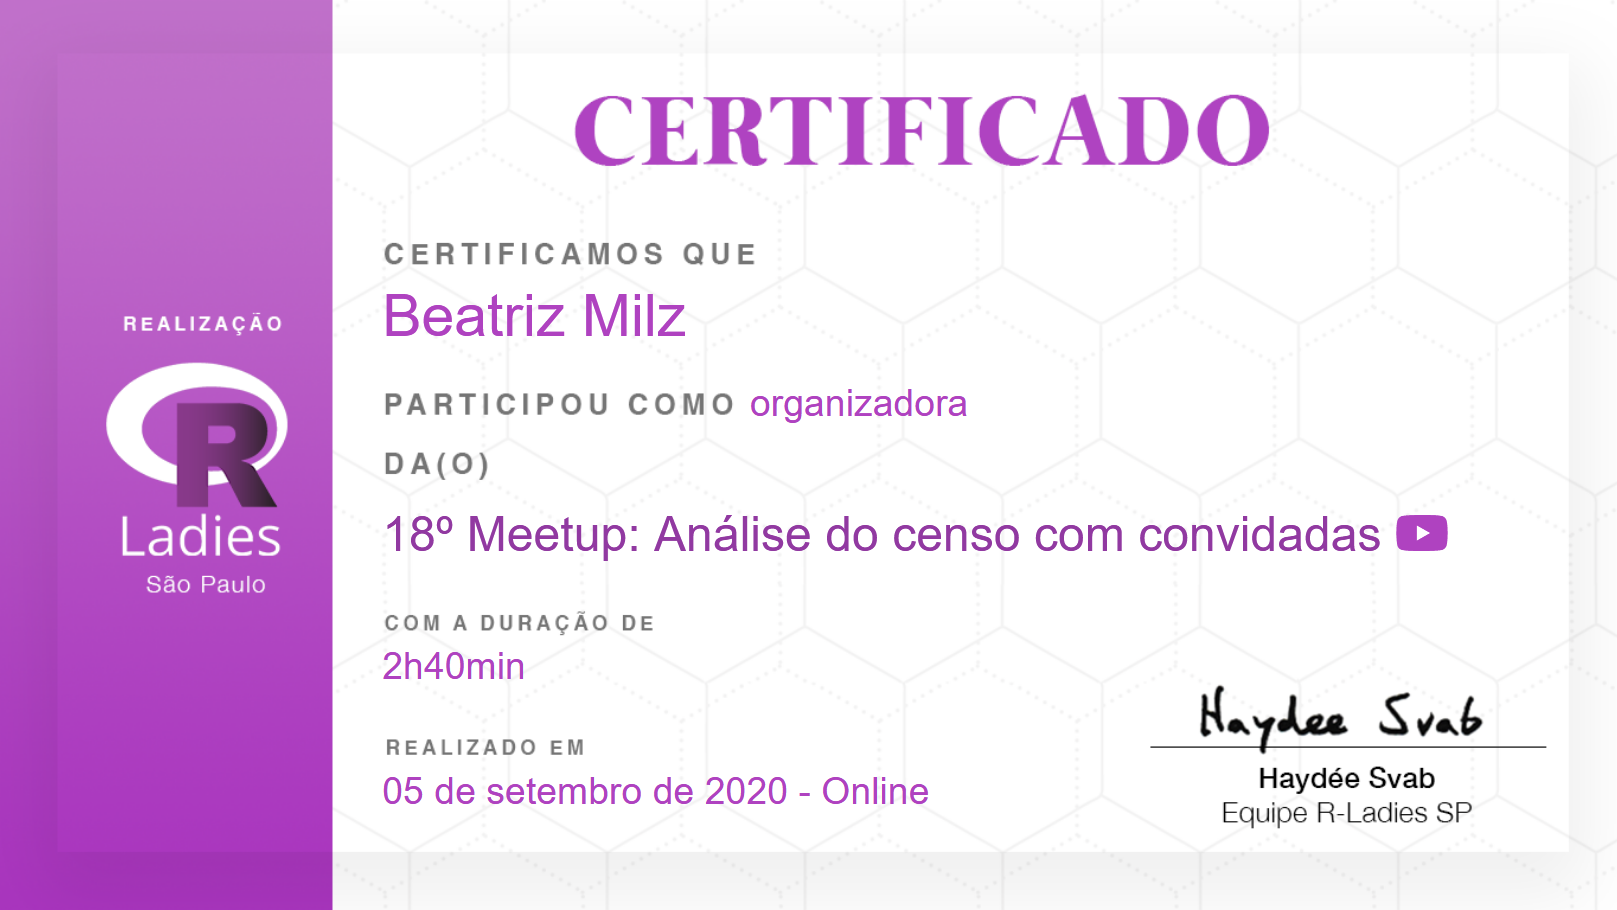 CERTIFICADO
CERTIFICAMOS QUE
Beatriz Milz
PARTICIPOU COMO organizadora
DA(O)
18º Meetup: Análise do censo com convidadas
COM A DURAÇÃO DE
2h40min
REALIZADO EM
05 de setembro de 2020 - Online
REALIZAÇÃO
R
Ladies
São Paulo
Haydee Svab
Haydée Svab
Equipe R-Ladies SP